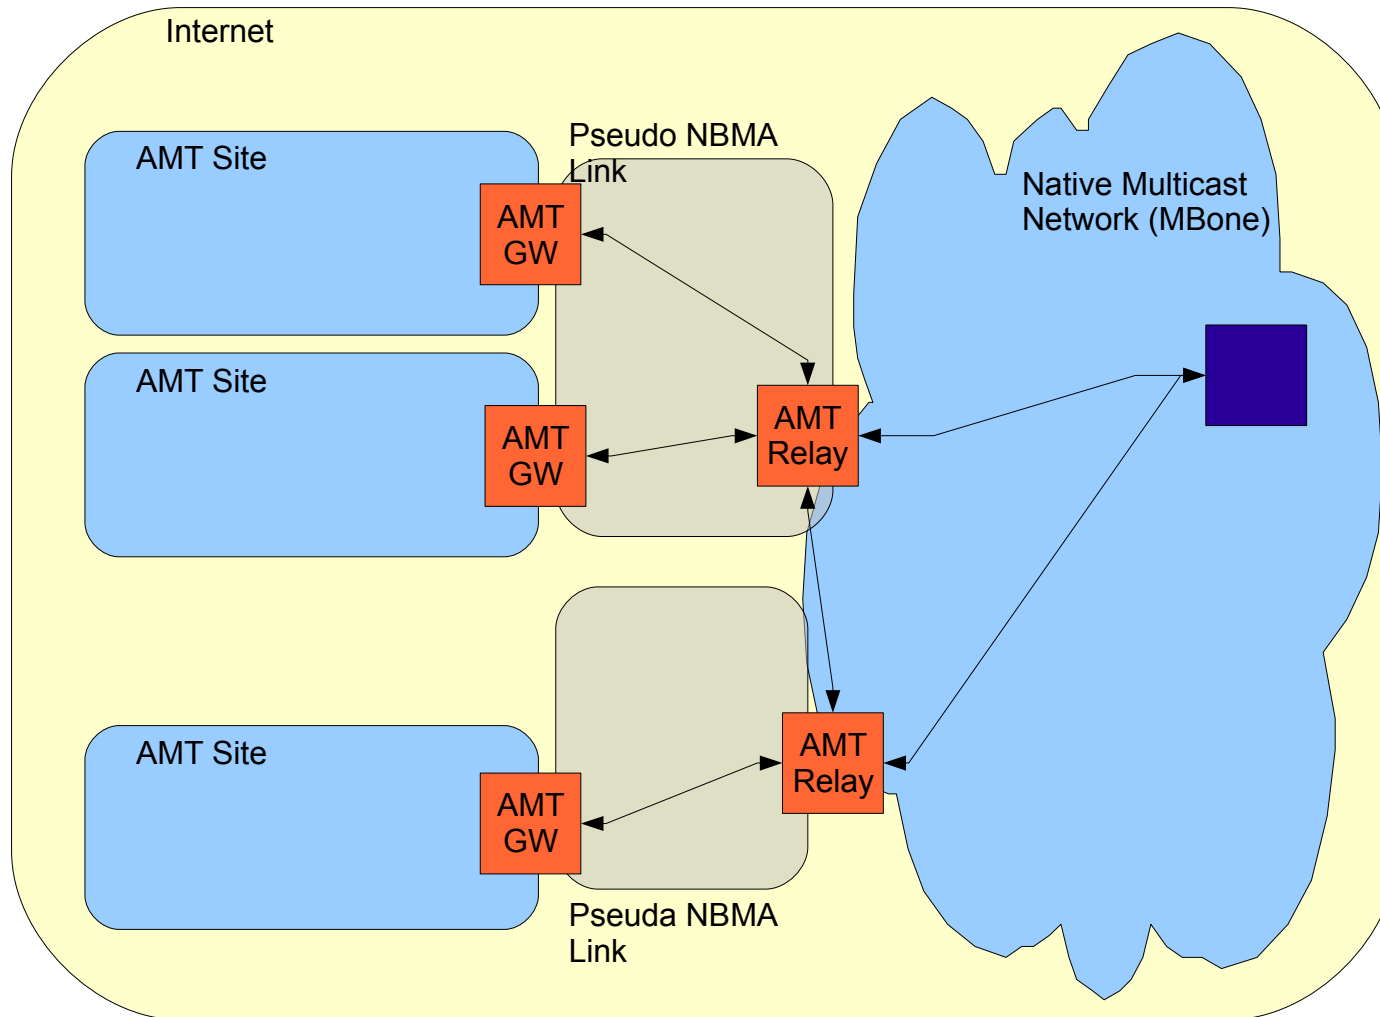 Internet
AMT Site
Pseudo NBMA
Link
AMT
GW
Native Multicast
Network (MBone)
AMT Site
AMT
GW
AMT
Relay
AMT Site
AMT
GW
AMT
Relay
Pseuda NBMA
Link